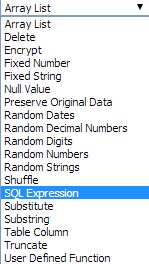 Array List
Array List
Delete
Encrypt
Fixed Number
Fixed String
Null Value
Preserve Original Data
Random Dates
Random Decimal Numbers
Random Digits
Random Numbers
Random Strings
Shuffle
SQL Expression
Substitute
Substring
Table Column
Truncate
User Defined Function